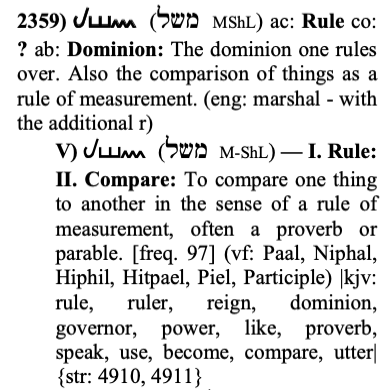 2359) (משל MShL) ac: Rule co:
? ab: Dominion: The dominion one rules
over. Also the comparison of things as a
rule of measurement. (eng: marshal - with
the additional r)
V) (משל M-ShL) — I. Rule:
II. Compare: To compare one thing
to another in the sense of a rule of
measurement, often a proverb or
parable. [freq. 97] (vf: Paal, Niphal,
Hiphil, Hitpael, Piel, Participle) |kjv:
rule, ruler, reign, dominion,
governor, power, like, proverb,
speak, use, become, compare, utter|
{str: 4910, 4911}